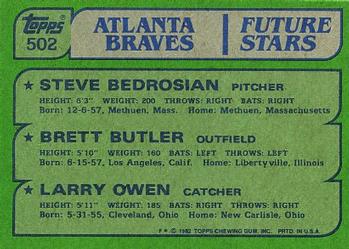 topps
502
ATLANTA BRAVES
FUTURE STARS
★ STEVE BEDROSIAN PITCHER
HEIGHT: 6'3" WEIGHT: 200 THROWS: RIGHT BATS: RIGHT
Born: 12-6-57, Methuen, Mass. Home: Methuen, Massachusetts
★ BRETT BUTLER OUTFIELD
HEIGHT: 5'10" WEIGHT: 160 BATS: LEFT THROWS: LEFT
Born: 6-15-57, Los Angeles, Calif. Home: Libertyville, Illinois
★ LARRY OWEN CATCHER
HEIGHT: 5'11" WEIGHT: 185 BATS: RIGHT THROWS: RIGHT
Born: 5-31-55, Cleveland, Ohio Home: New Carlisle, Ohio
F* © 1982 TOPPS CHEWING GUM, INC. PRTD. IN U.S.A.